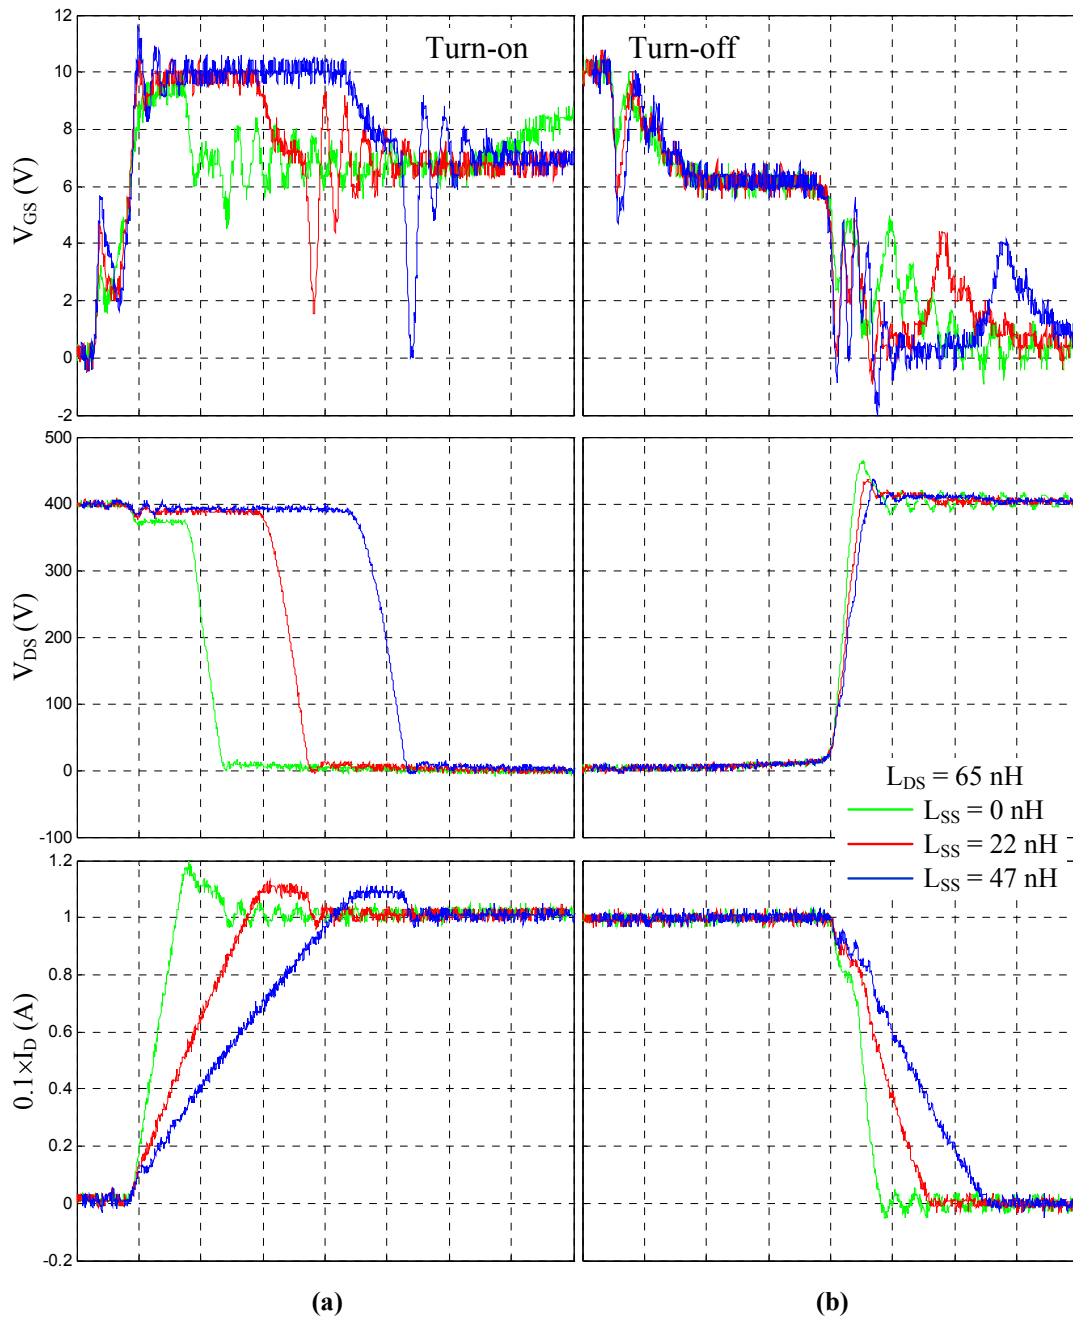 12
10
8
6
4
2
0
-2
V_GS (V)
Turn-on
Turn-off
500
400
300
200
100
0
-100
V_DS (V)
L_DS = 65 nH
L_SS = 0 nH
L_SS = 22 nH
L_SS = 47 nH
1.2
1
0.8
0.6
0.4
0.2
0
-0.2
0.1×I_D (A)
(a)
(b)